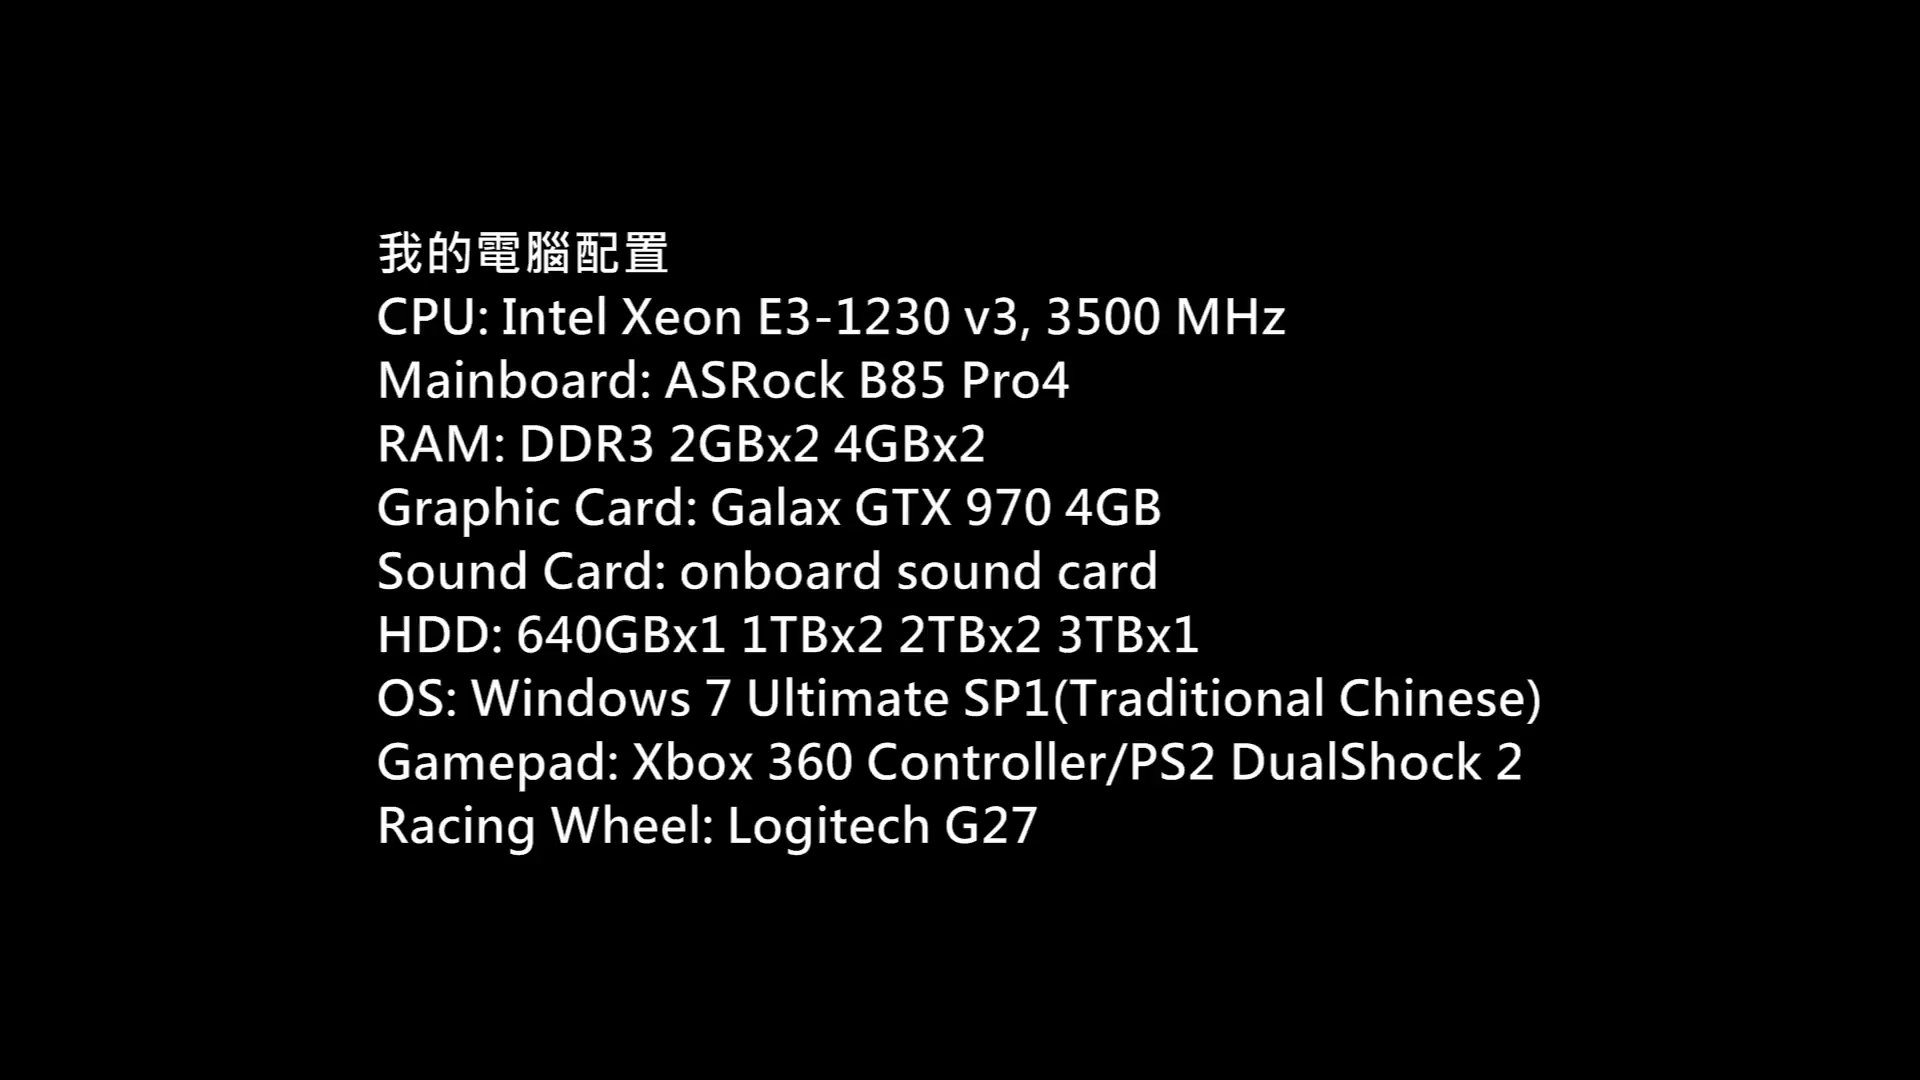 我的電腦配置
CPU: Intel Xeon E3-1230 v3, 3500 MHz
Mainboard: ASRock B85 Pro4
RAM: DDR3 2GBx2 4GBx2
Graphic Card: Galax GTX 970 4GB
Sound Card: onboard sound card
HDD: 640GBx1 1TBx2 2TBx2 3TBx1
OS: Windows 7 Ultimate SP1(Traditional Chinese)
Gamepad: Xbox 360 Controller/PS2 DualShock 2
Racing Wheel: Logitech G27